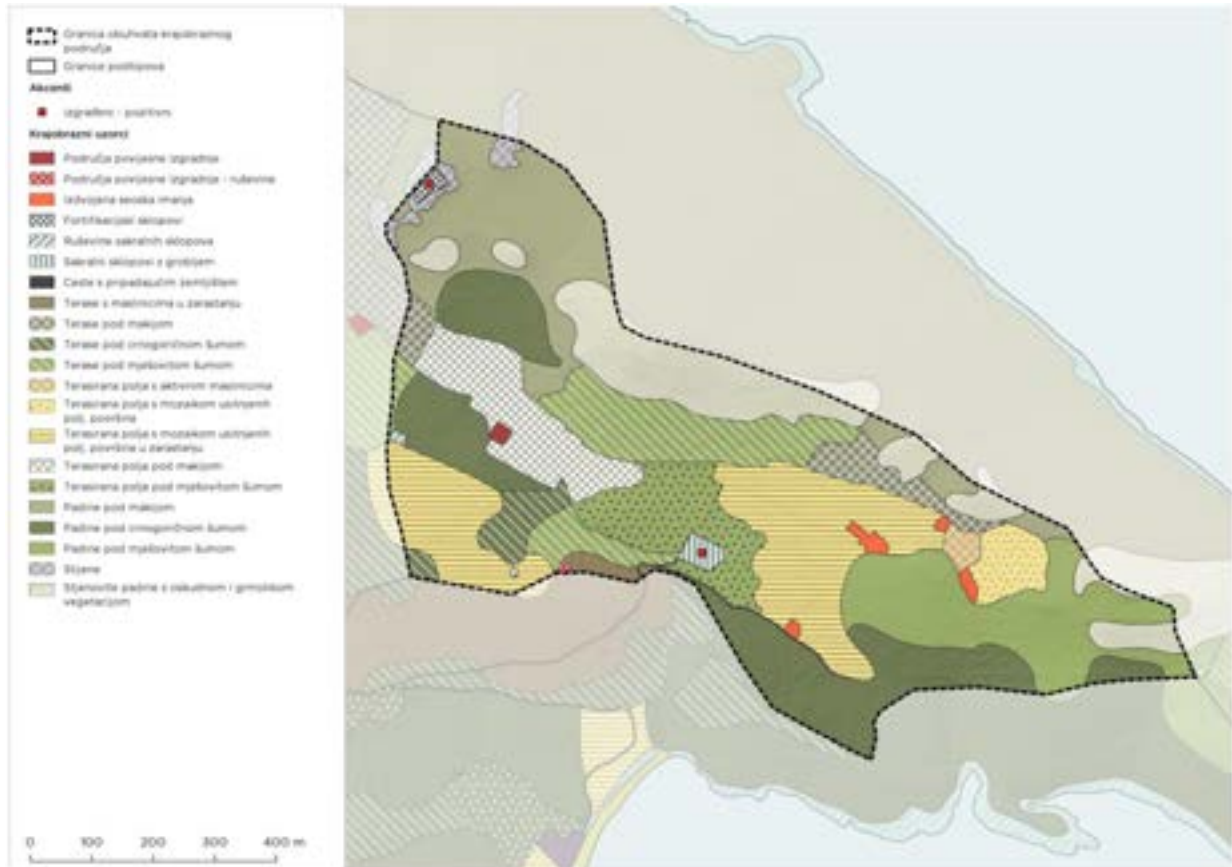 Granica obuhvata krajobraznog
područja
Granice podtipova
Akcenti
Izgrađeni - pozitivni
Krajobrazni uzorci
Područja povijesne izgradnje
Područja povijesne izgradnje - ruševine
Izdvojena seoska imanja
Fortifikacijski sklopovi
Ruševine sakralnih sklopova
Sakralni sklopovi s grobljem
Ceste s pripadajućim zemljištem
Terase s maslinicima u zarastanju
Terase pod makijom
Terase pod crnogoričnom šumom
Terase pod mješovitom šumom
Terasirana polja s aktivnim maslinicima
Terasirana polja s mozaikom usitnjenih
polj. površina
Terasirana polja s mozaikom usitnjenih
polj. površina u zarastanju
Terasirana polja pod makijom
Terasirana polja pod mješovitom šumom
Padine pod makijom
Padine pod crnogoričnom šumom
Padine pod mješovitom šumom
Stijene
Stjenovite padine s oskudnom i grmolikom
vegetacijom
0 100 200 300 400 m